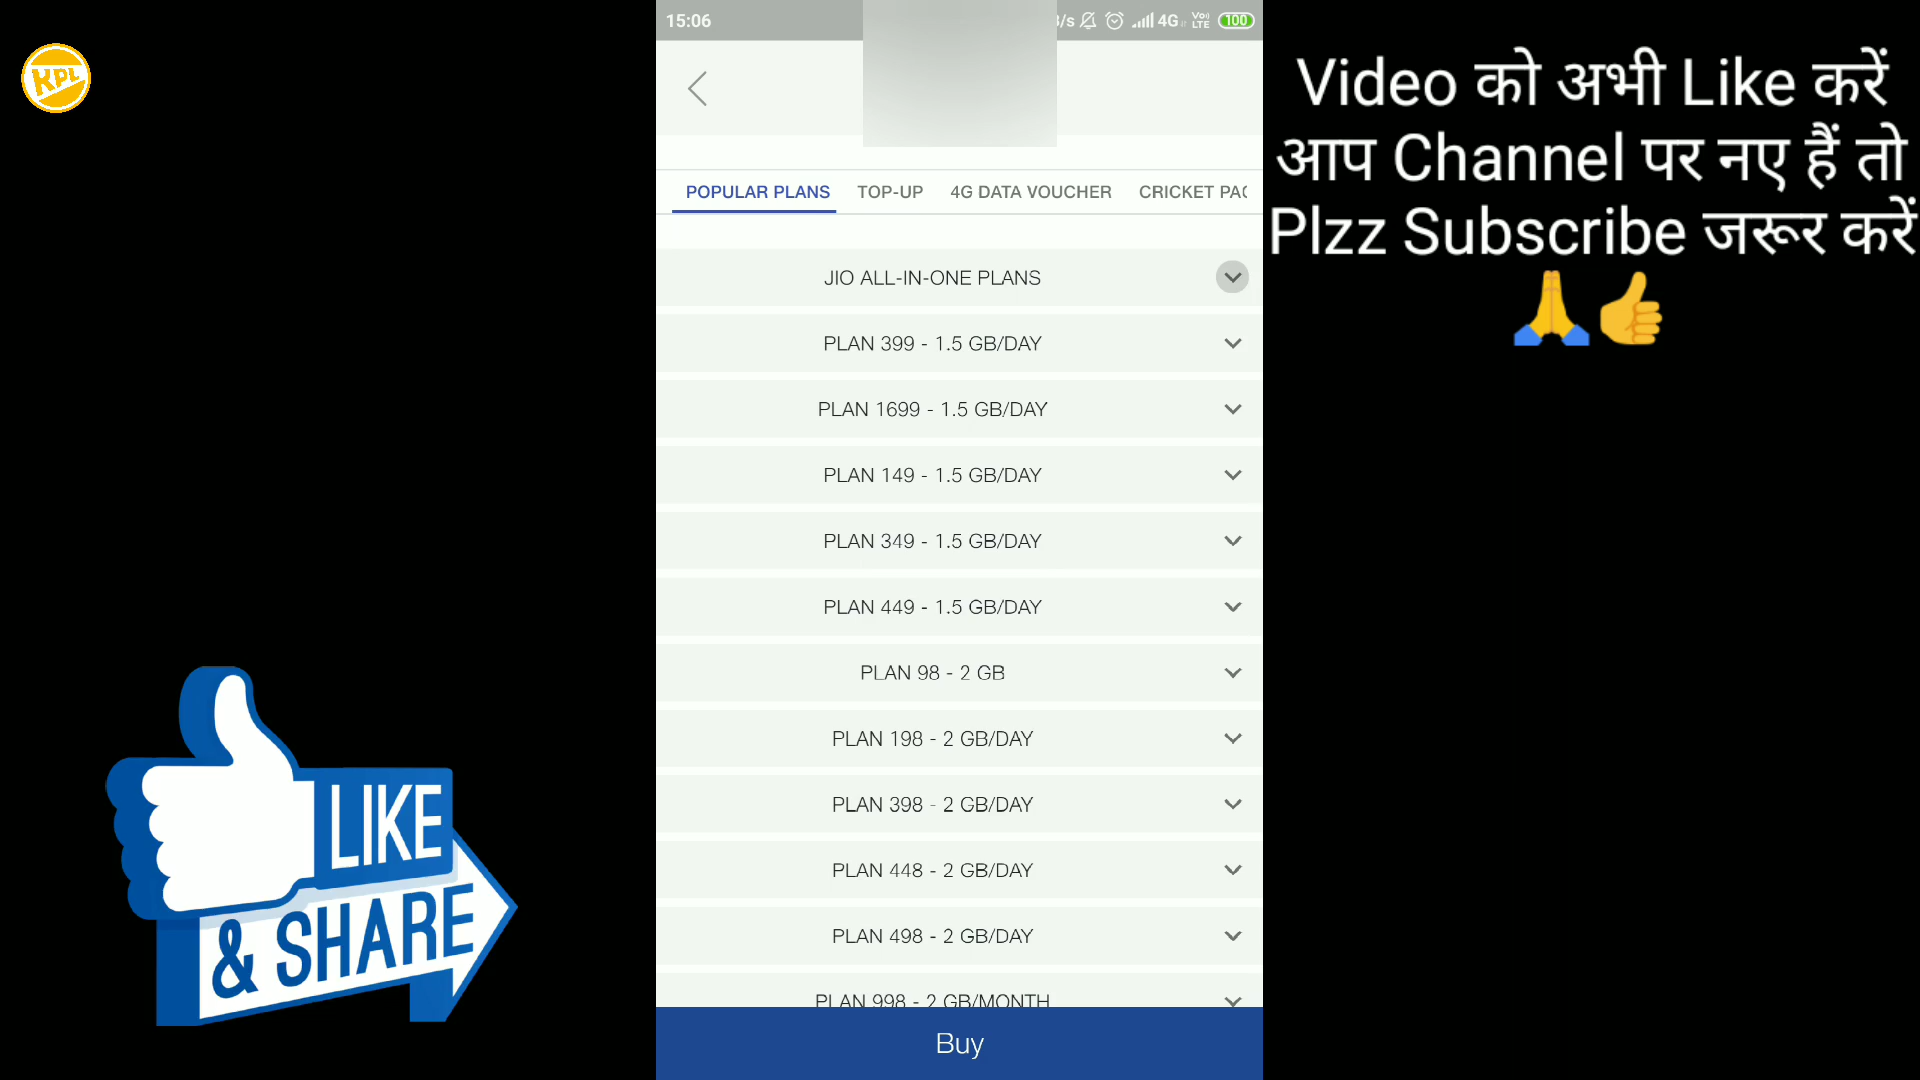 KPL
15:06
/s 4G Vo) LTE 100
Video को अभी Like करें
आप Channel पर नए हैं तो
Plzz Subscribe जरूर करें
🙏👍
POPULAR PLANS TOP-UP 4G DATA VOUCHER CRICKET PAC
JIO ALL-IN-ONE PLANS
PLAN 399 - 1.5 GB/DAY
PLAN 1699 - 1.5 GB/DAY
PLAN 149 - 1.5 GB/DAY
PLAN 349 - 1.5 GB/DAY
PLAN 449 - 1.5 GB/DAY
PLAN 98 - 2 GB
PLAN 198 - 2 GB/DAY
PLAN 398 - 2 GB/DAY
PLAN 448 - 2 GB/DAY
PLAN 498 - 2 GB/DAY
PLAN 998 - 2 GB/MONTH
Buy
LIKE
& SHARE